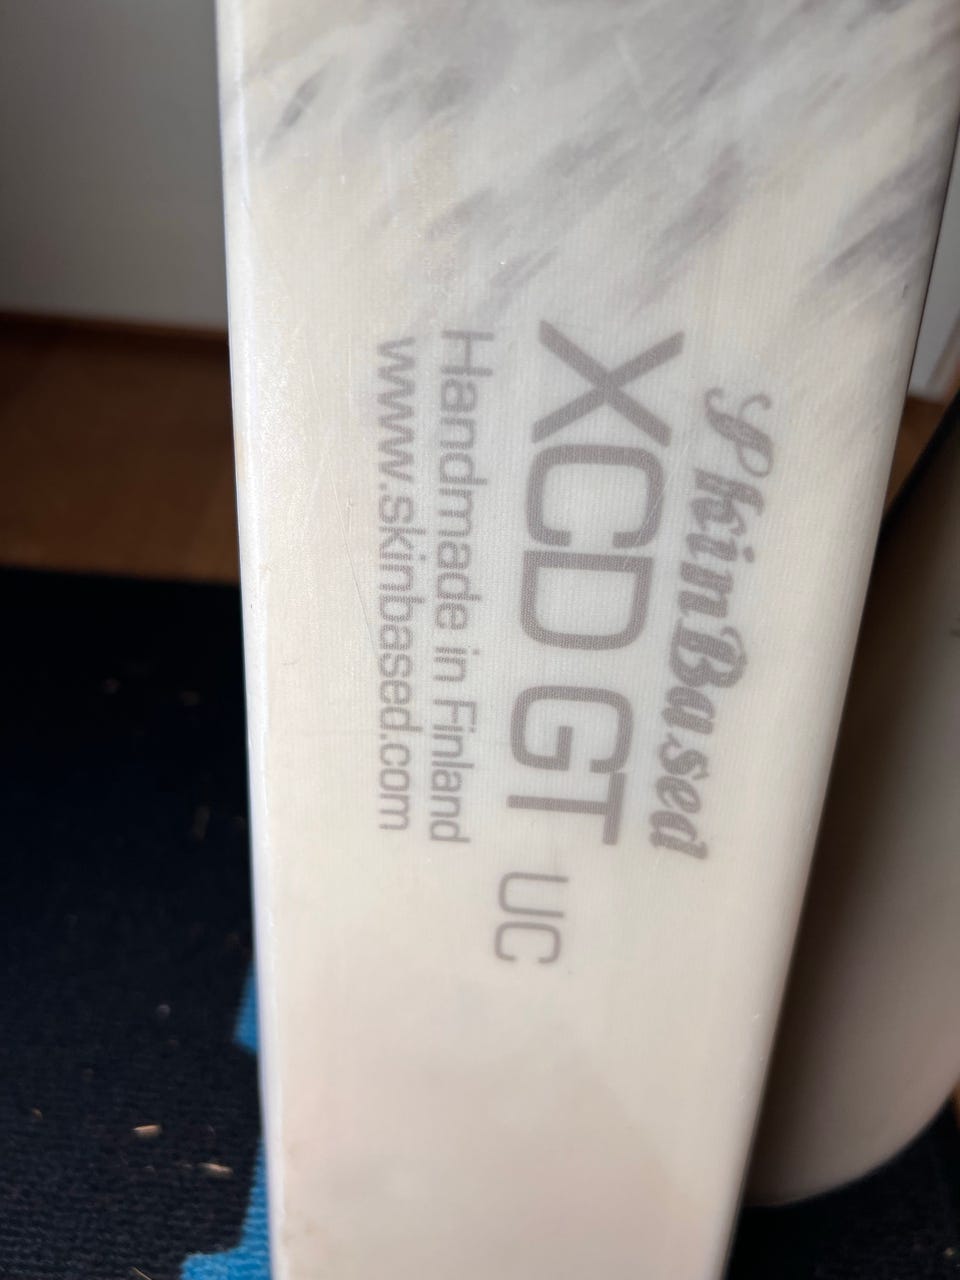 SkinBased
XCD GT UC
Handmade in Finland
www.skinbased.com